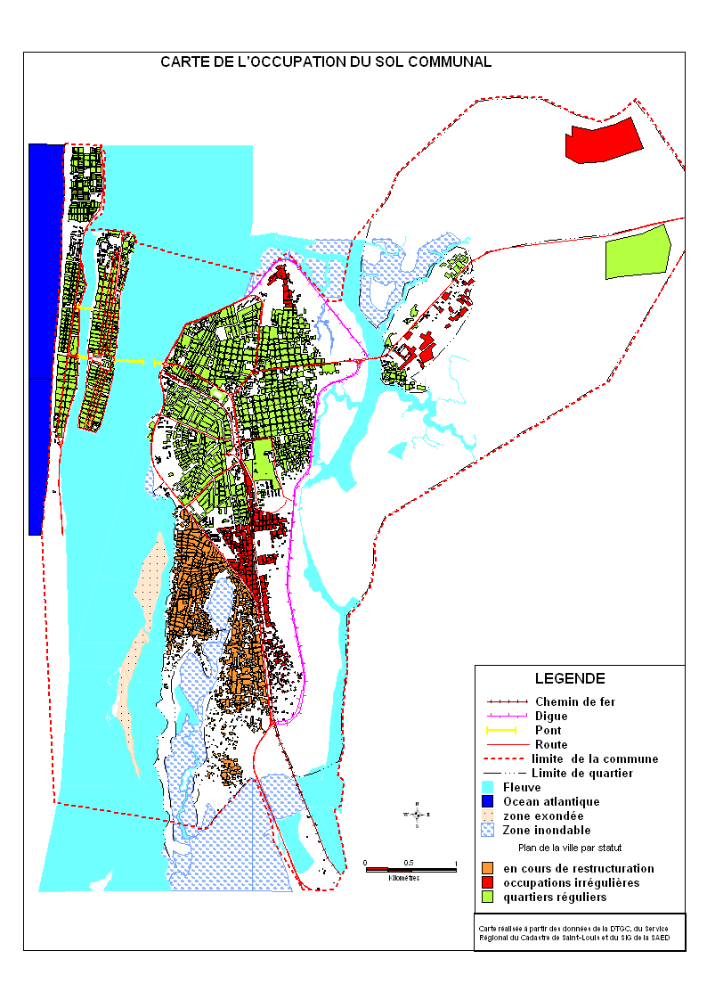 CARTE DE L'OCCUPATION DU SOL COMMUNAL
LEGENDE
Chemin de fer
Digue
Pont
Route
limite de la commune
Limite de quartier
Fleuve
Ocean atlantique
zone exondée
Zone inondable
Plan de la ville par statut
en cours de restructuration
occupations irrégulières
quartiers réguliers
N
W E
S
0 0.5 1
Kilométres
Carte réalisée à partir des données de la DTGC, du Service
Régional du Cadastre de Saint-Louis et du SIG de la SAED